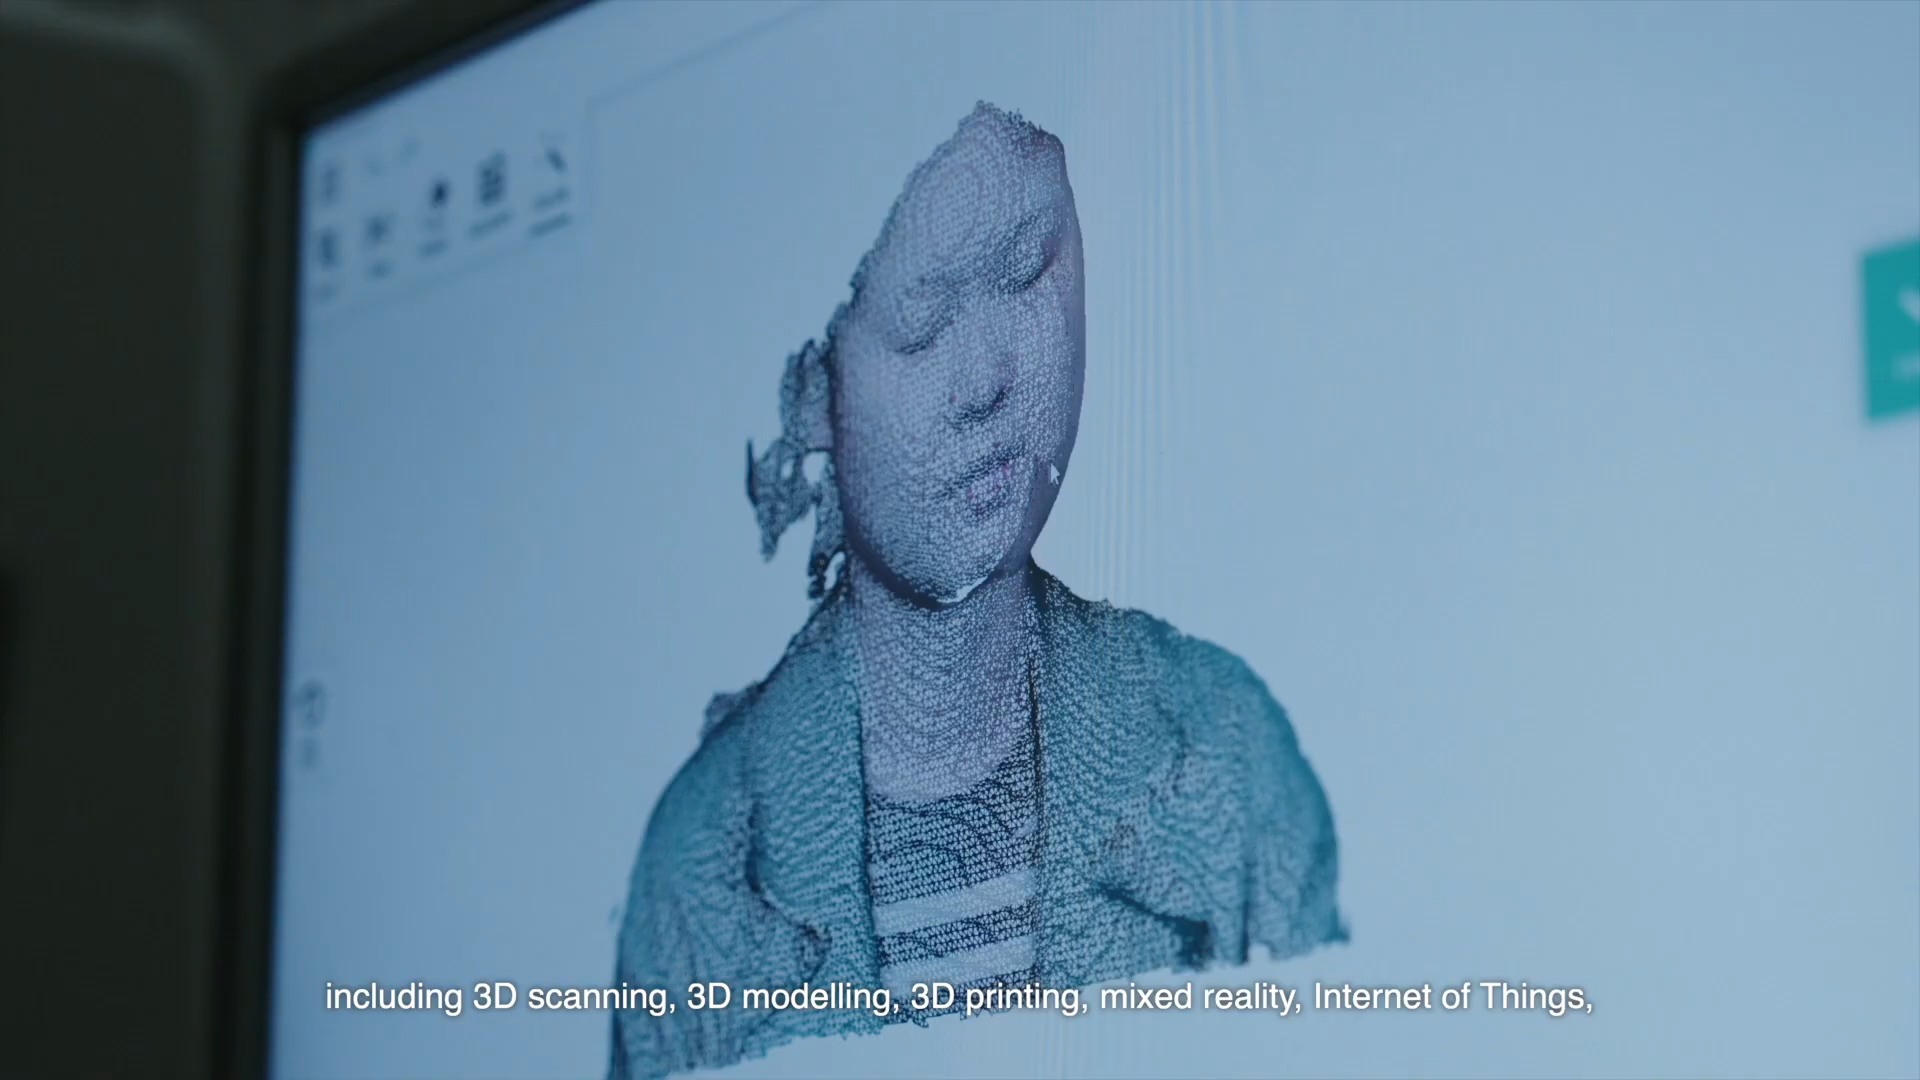 including 3D scanning, 3D modelling, 3D printing, mixed reality, Internet of Things,